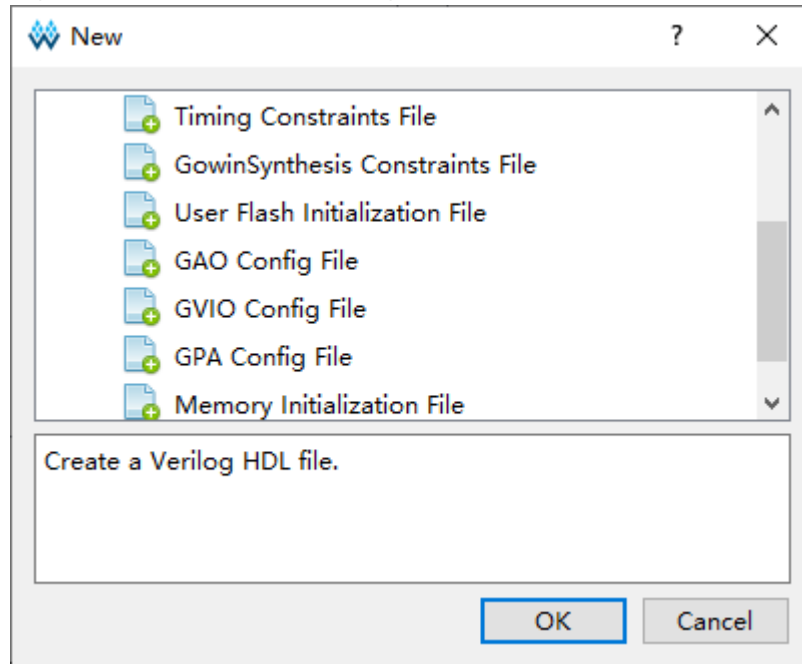 New
?
Timing Constraints File
GowinSynthesis Constraints File
User Flash Initialization File
GAO Config File
GVIO Config File
GPA Config File
Memory Initialization File
Create a Verilog HDL file.
OK Cancel